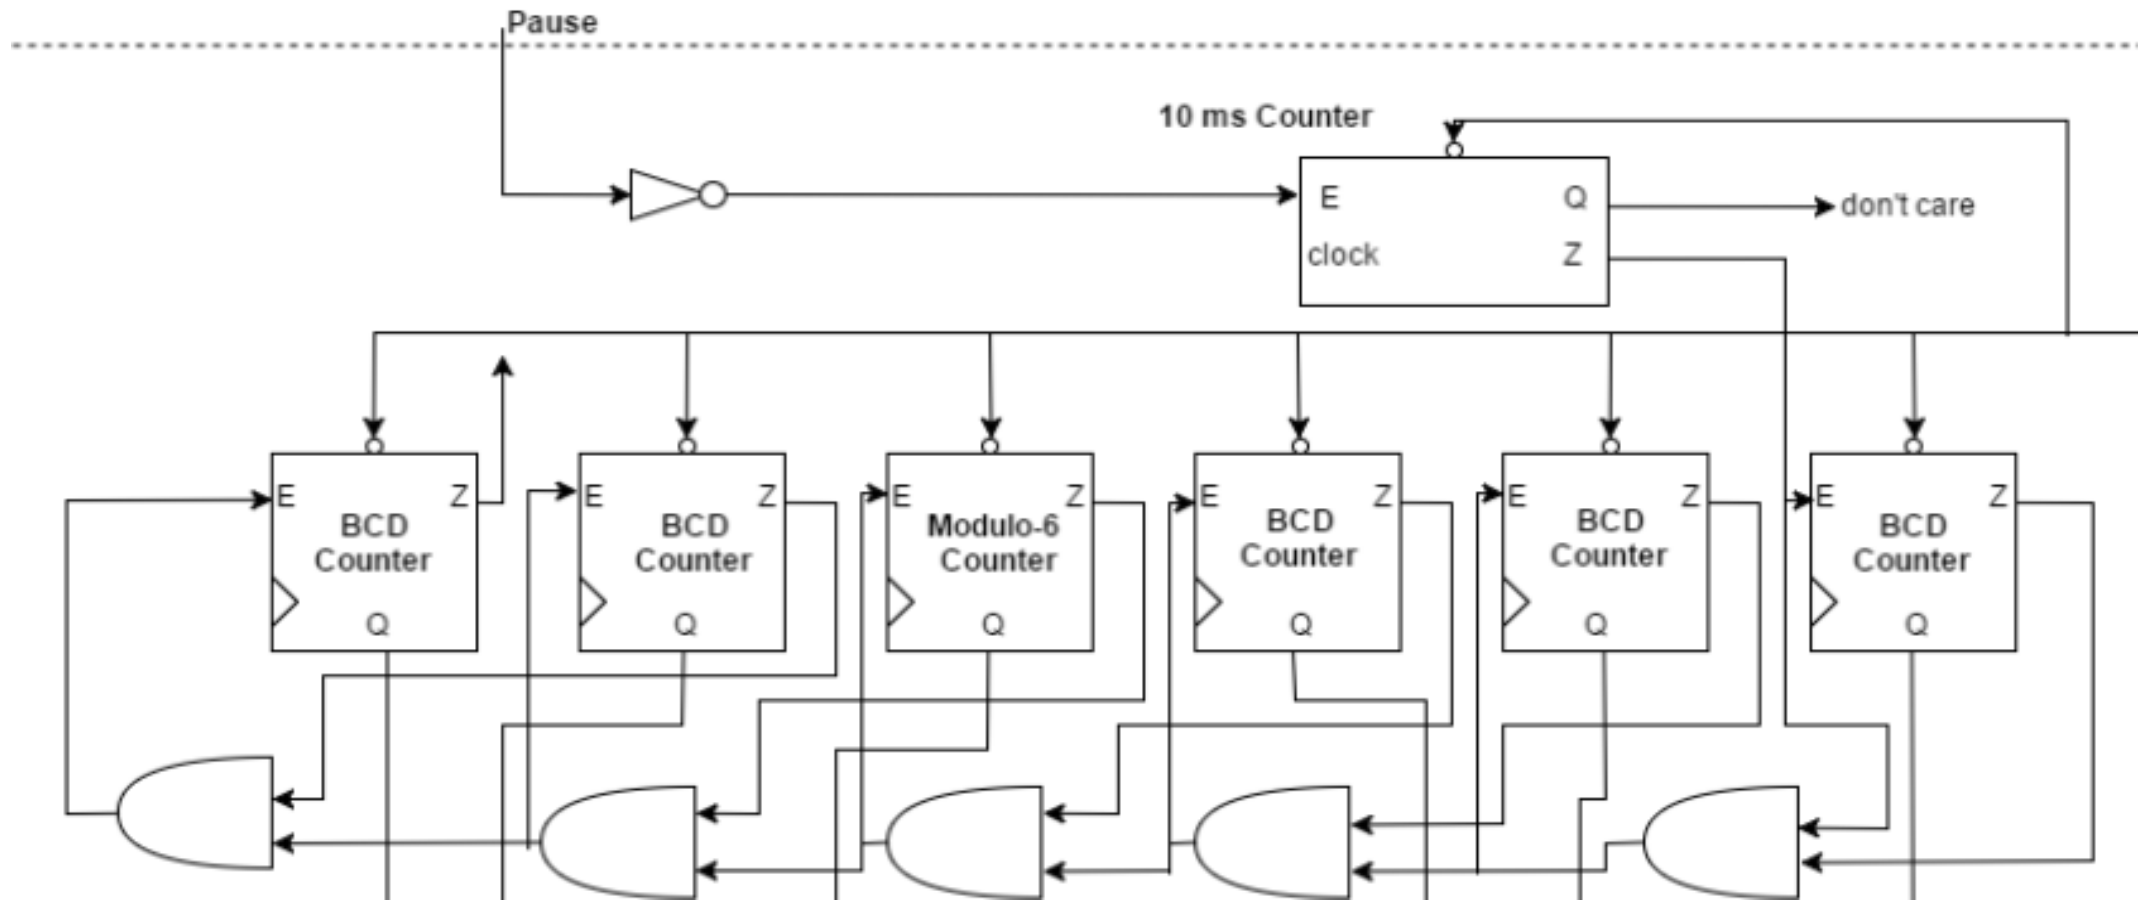 Pause
10 ms Counter
E
Q
don't care
clock
Z
E
Z
BCD
Counter
Q
E
Z
BCD
Counter
Q
E
Z
Modulo-6
Counter
Q
E
Z
BCD
Counter
Q
E
Z
BCD
Counter
Q
E
Z
BCD
Counter
Q